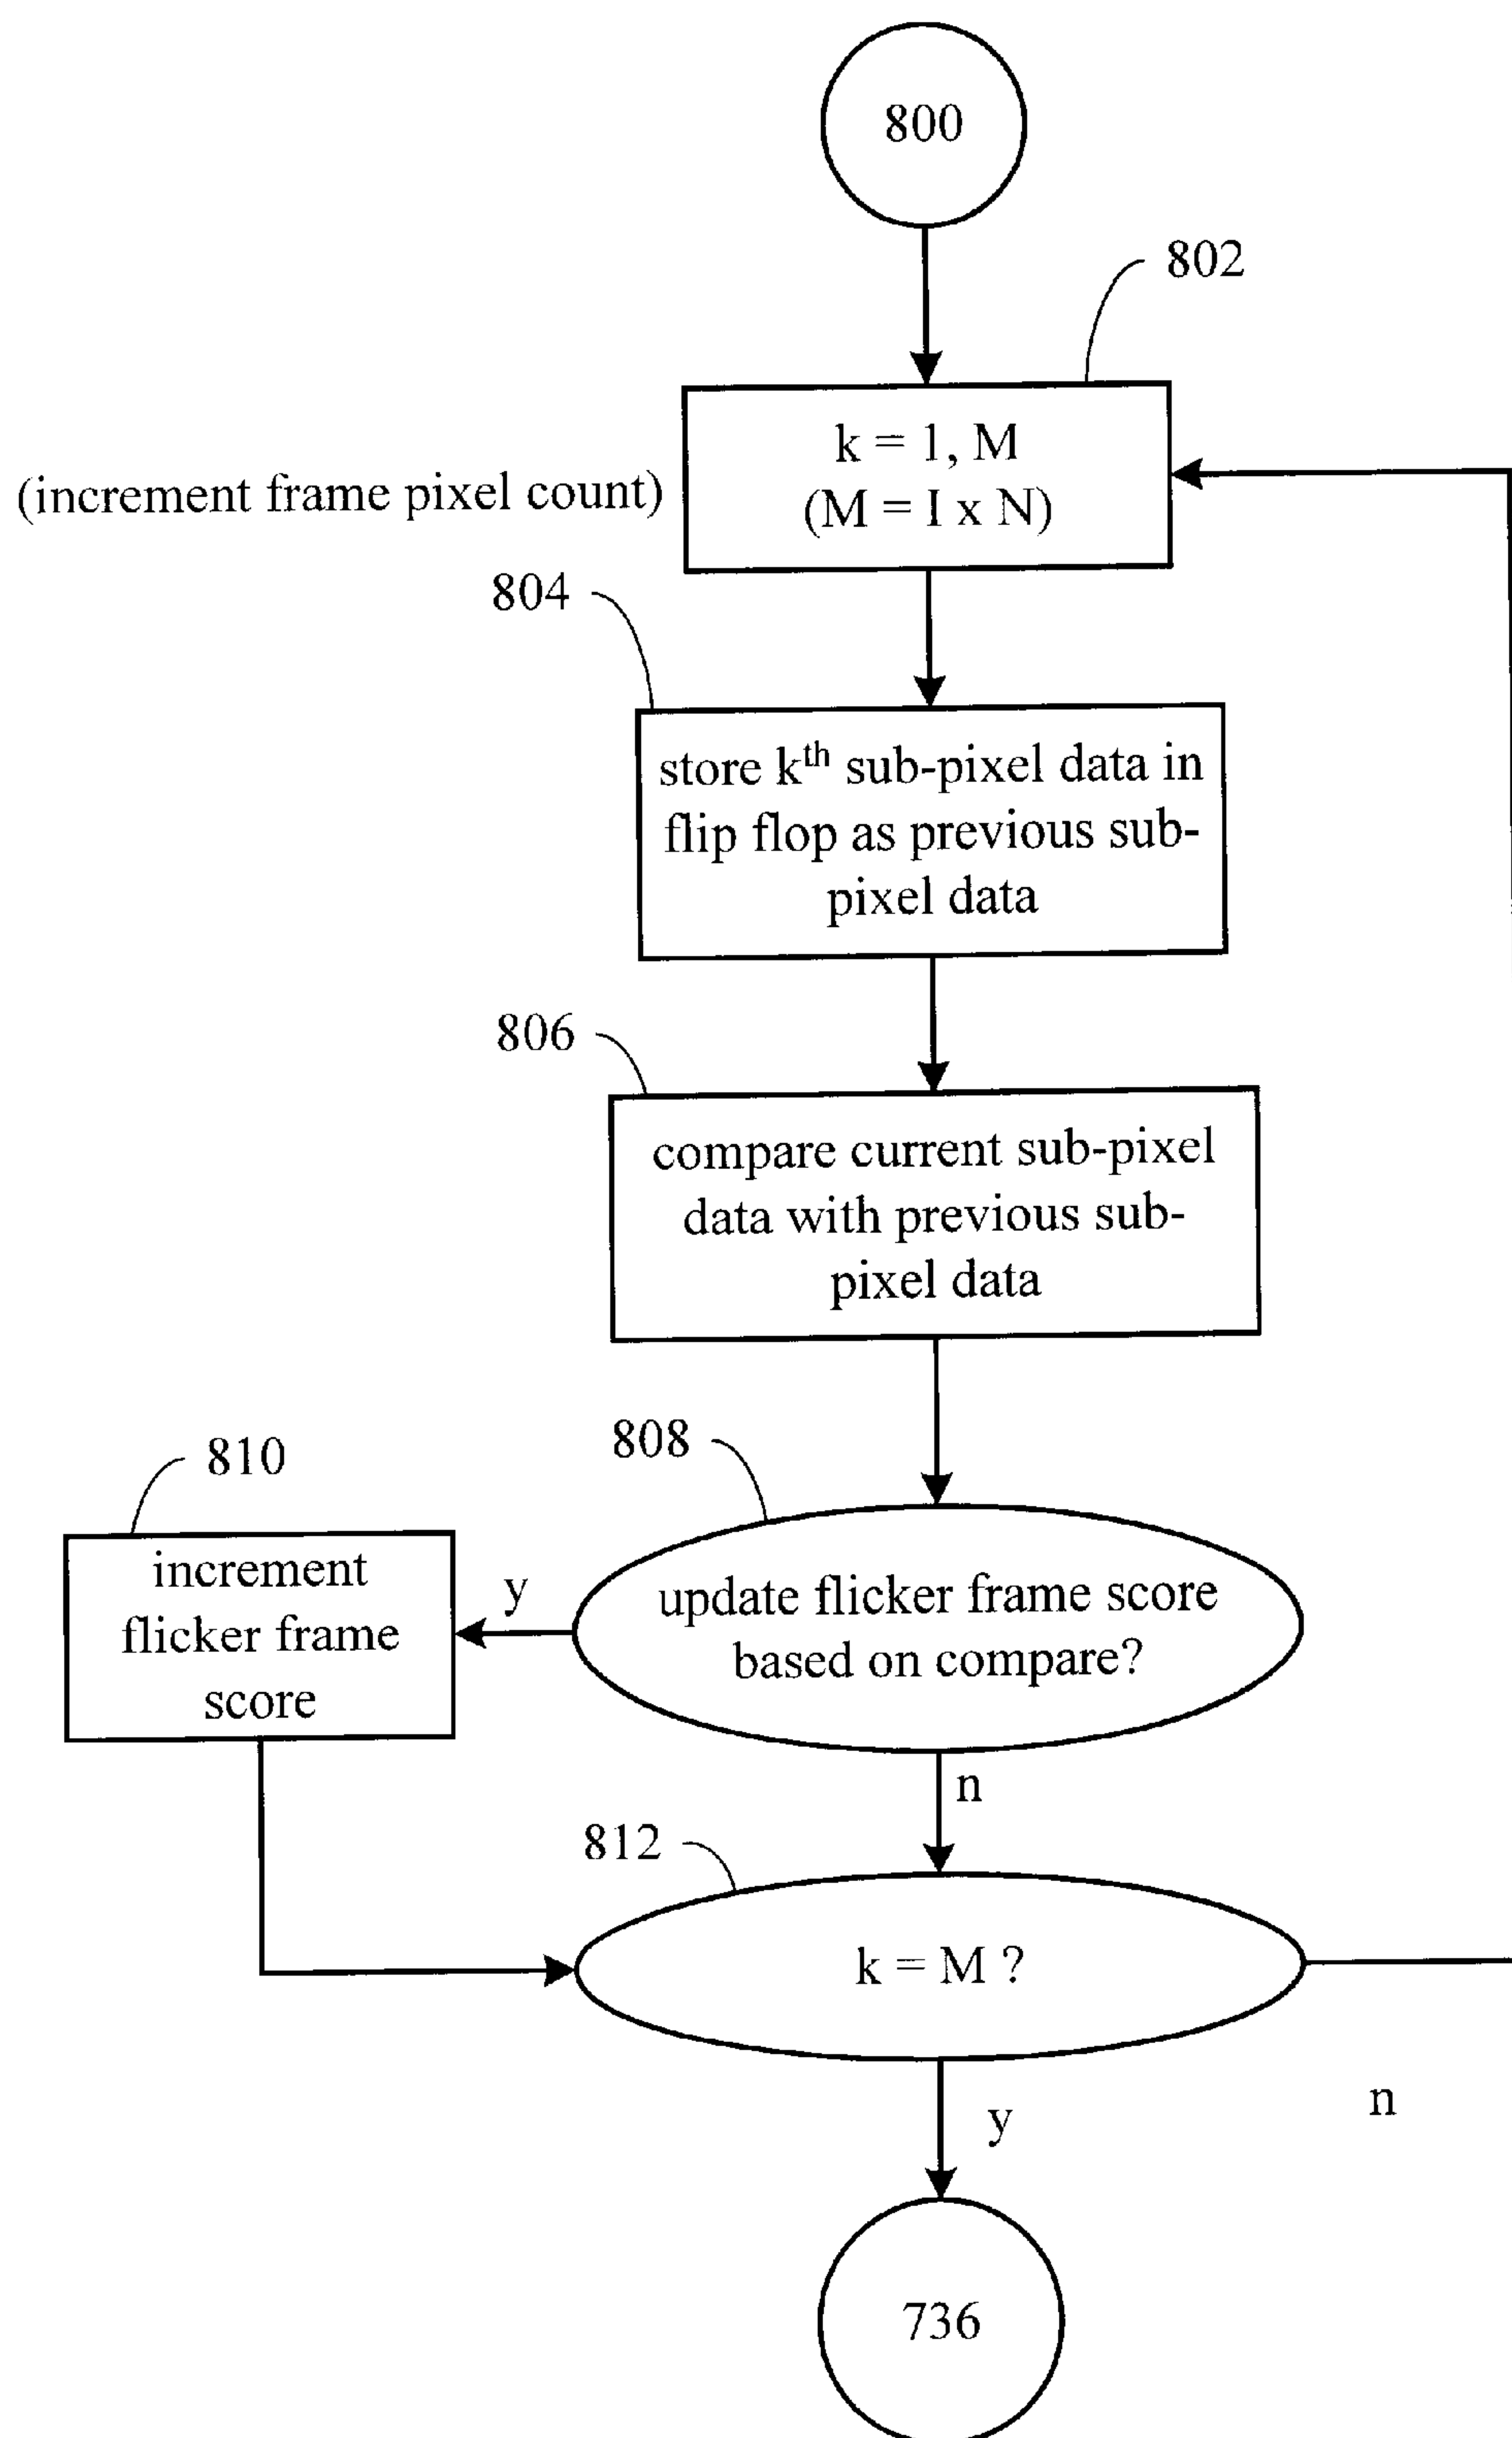 800
802
k = 1, M
(M = I x N)
(increment frame pixel count)
804
store kth sub-pixel data in
flip flop as previous sub-
pixel data
806
compare current sub-pixel
data with previous sub-
pixel data
808
810
increment
flicker frame
score
y
update flicker frame score
based on compare?
n
812
k = M ?
y
n
736